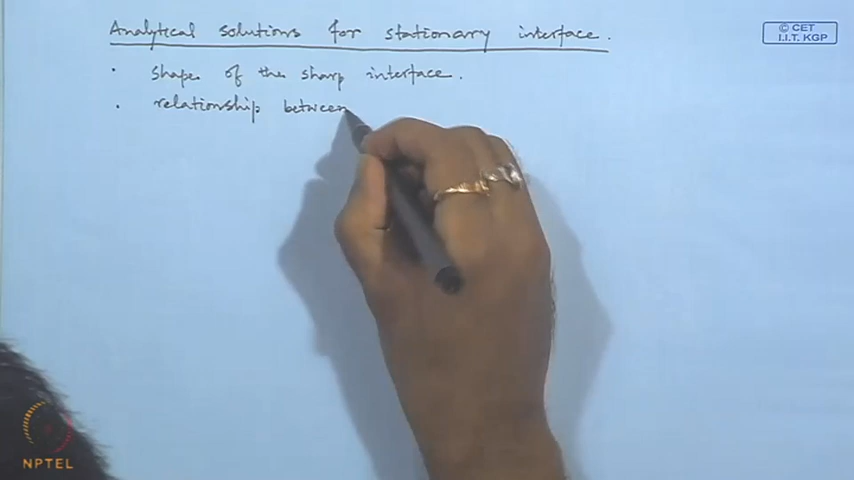 Analytical solutions for stationary interface.
© CET
I.I.T. KGP
· shape of the sharp interface.
· relationship between
NPTEL